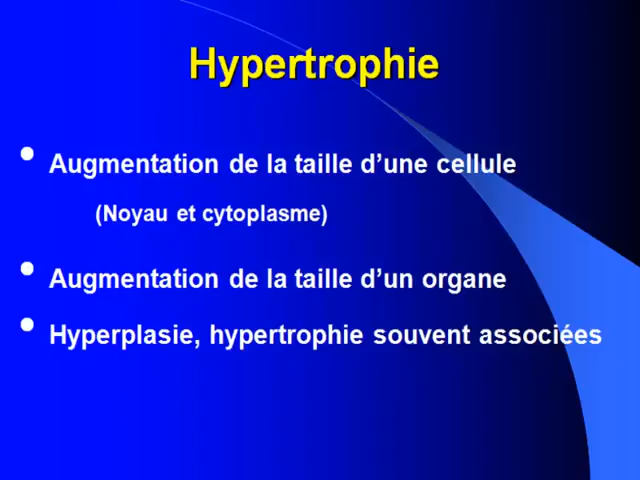 Hypertrophie
• Augmentation de la taille d’une cellule
(Noyau et cytoplasme)
• Augmentation de la taille d’un organe
• Hyperplasie, hypertrophie souvent associées